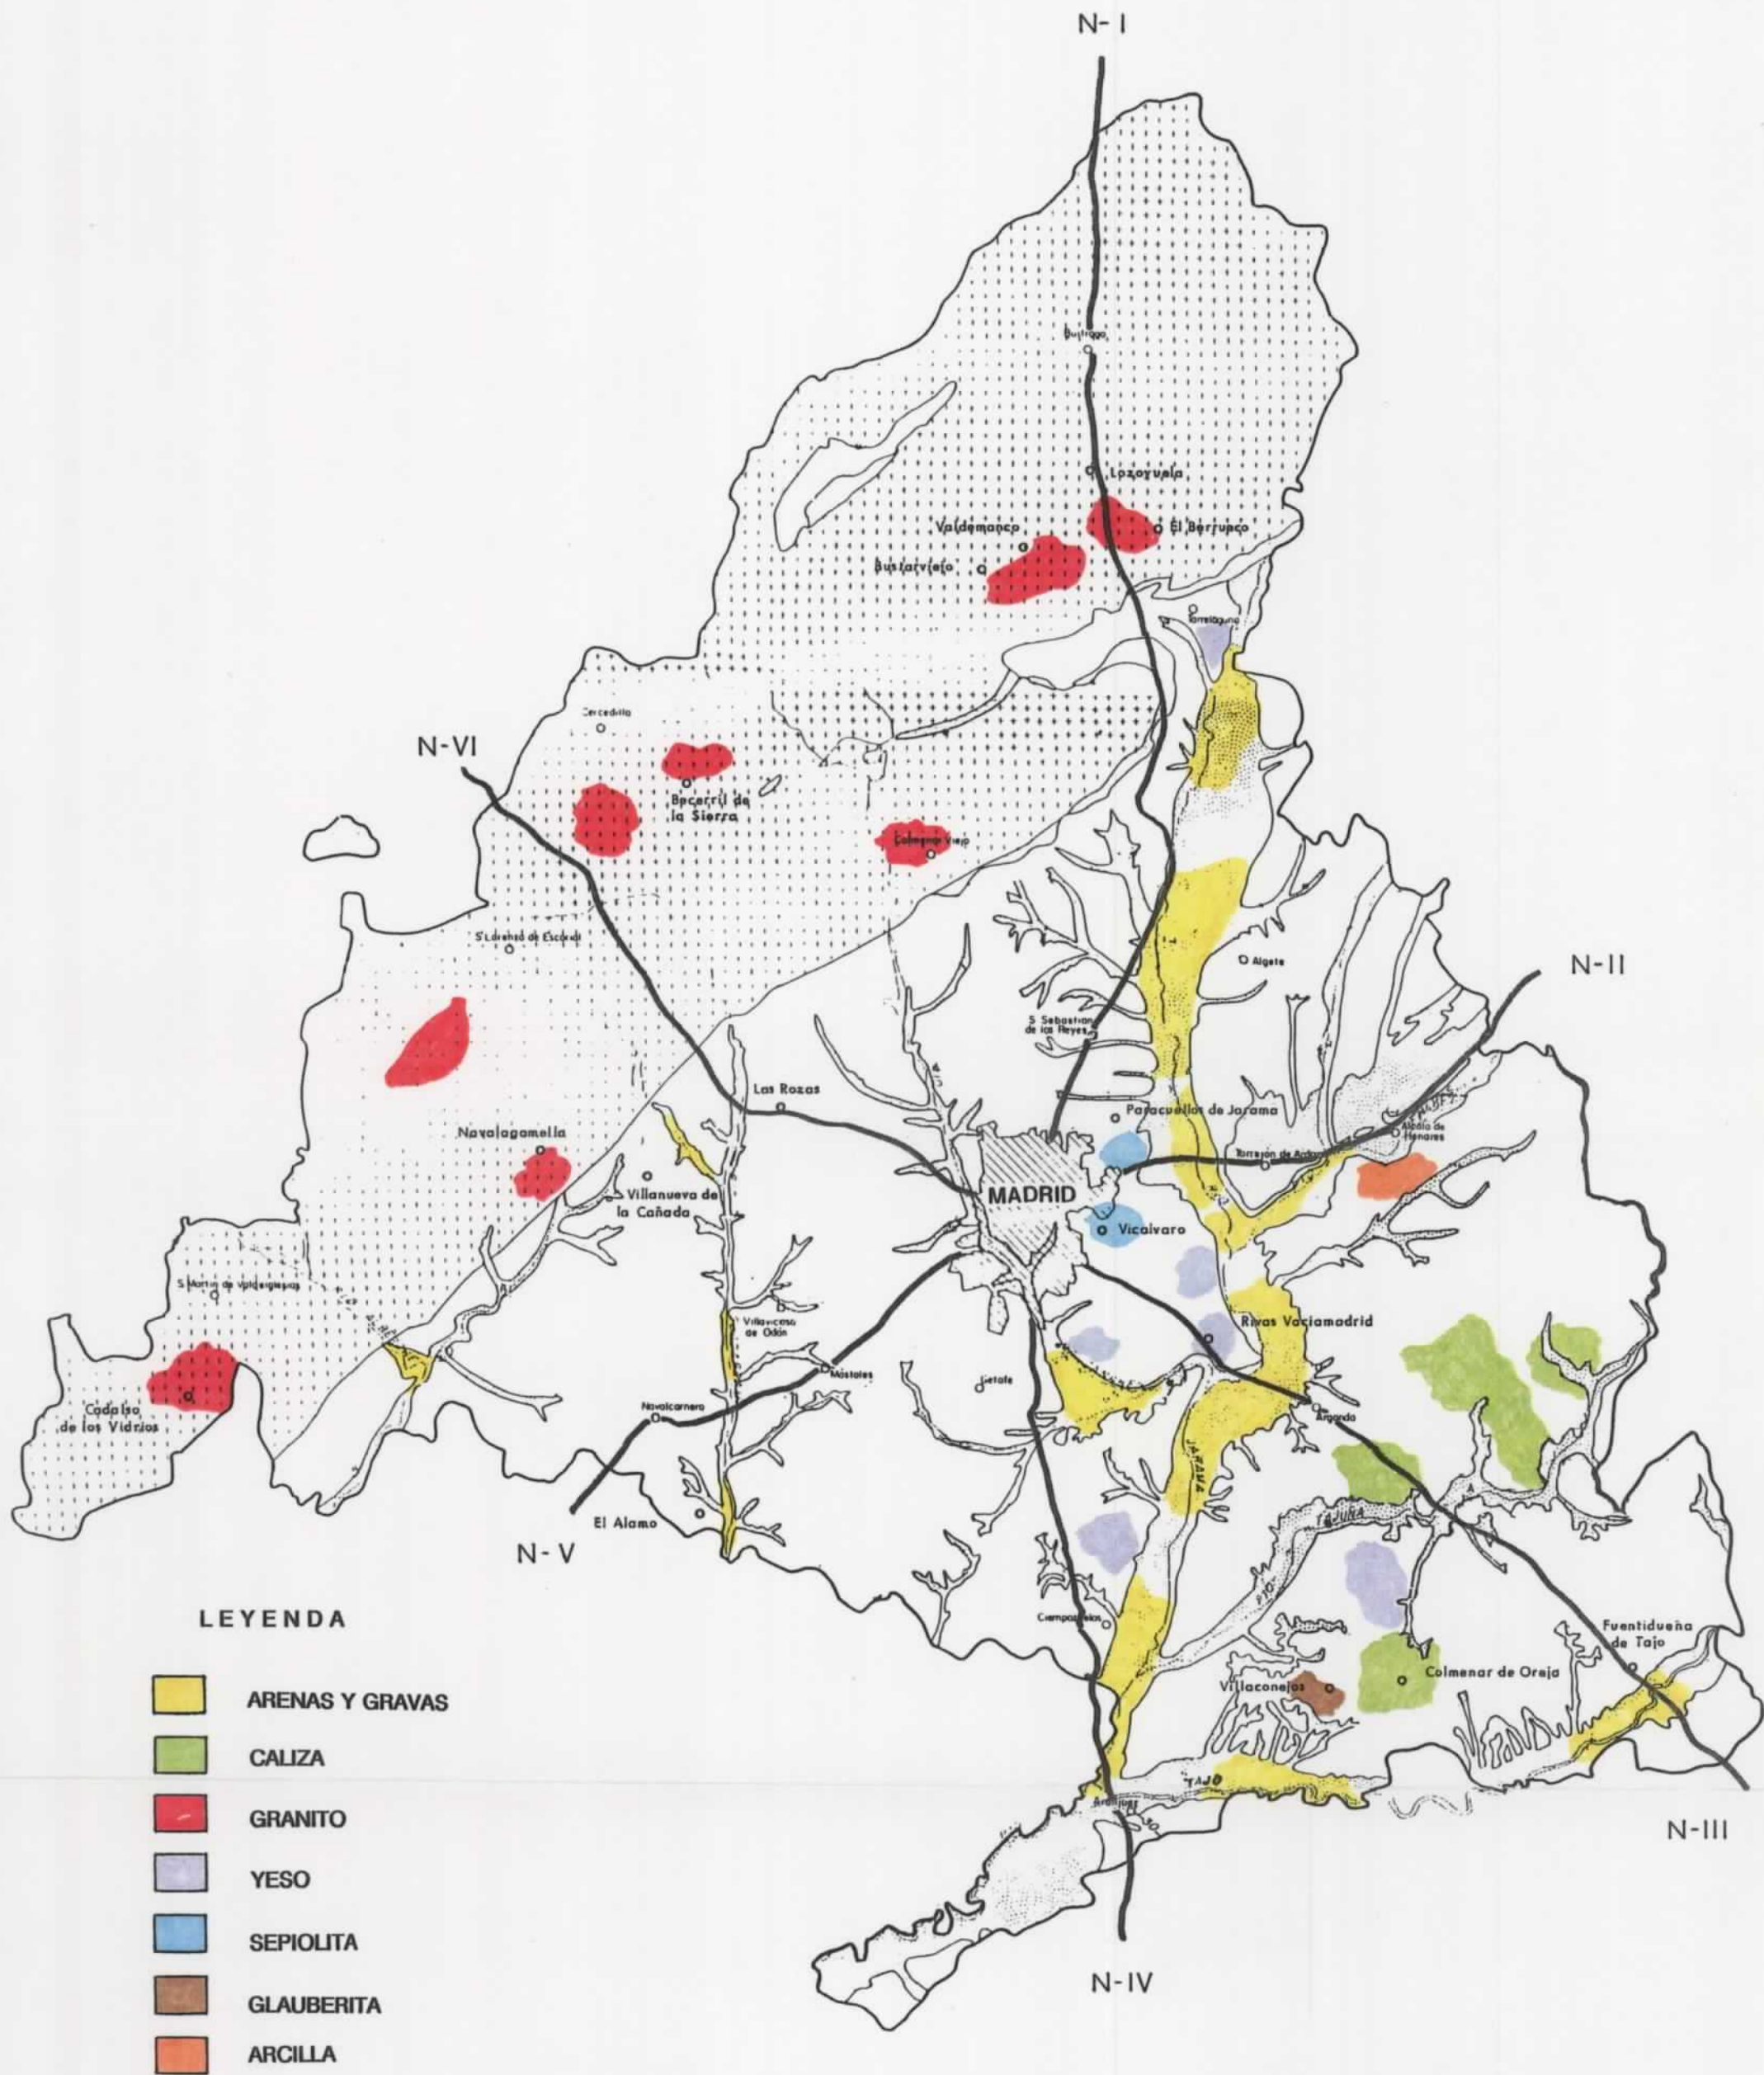 N-I
Buitrago
Lozoyuela
Valdemanco
El Berrueco
Bustarviejo
Torrelaguna
Cercedilla
N-VI
Becerril de
la Sierra
Colmenar Viejo
S Lorenzo de Escorial
Algete
N-II
S Sebastian
de los Reyes
Las Rozas
Paracuellos de Jarama
Alcala de
Henares
Navalagamella
Torrejón de Ardoz
MADRID
Villanueva de
la Cañada
Vicalvaro
S Martin de Valdeiglesias
Villaviciosa
de Odón
Rivas Vaciamadrid
Móstoles
Getafe
Cadalso
de los Vidrios
Navalcarnero
Arganda
JARAMA
El Alamo
N-V
TAJUÑA
RIO
Ciempozuelos
Fuentidueña
de Tajo
Colmenar de Oreja
Villaconejos
TAJO
Aranjuez
N-III
N-IV
LEYENDA
ARENAS Y GRAVAS
CALIZA
GRANITO
YESO
SEPIOLITA
GLAUBERITA
ARCILLA